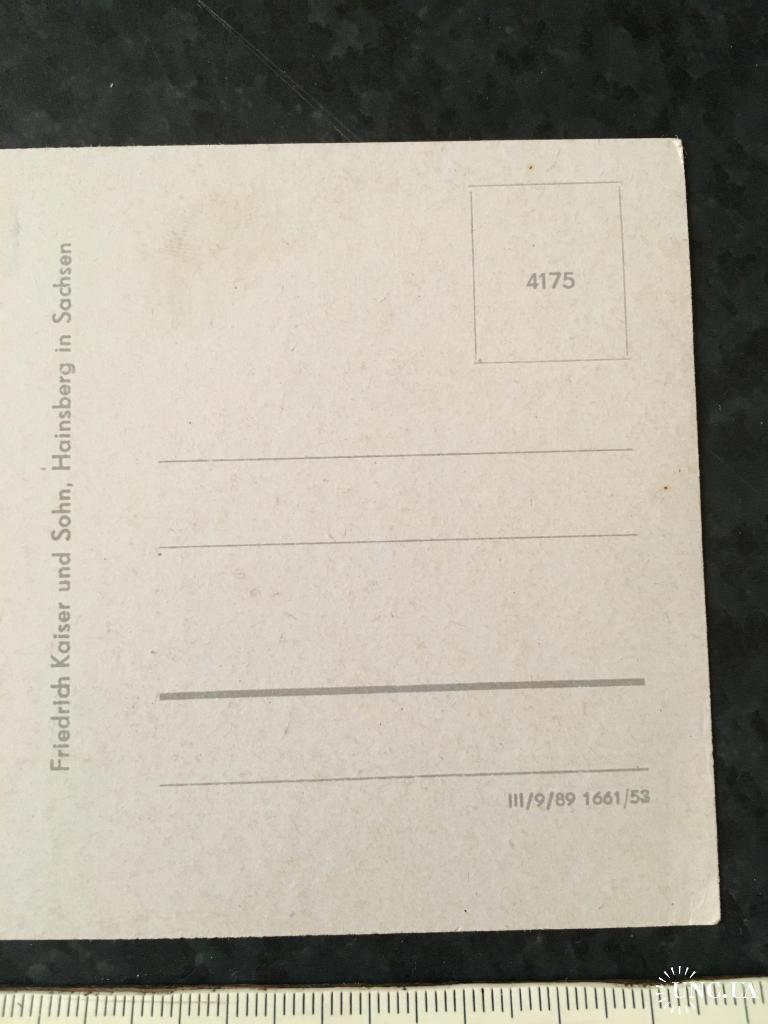 Friedrich Kaiser und Sohn, Hainsberg in Sachsen
4175
III/9/89 1661/53
UNC.UA